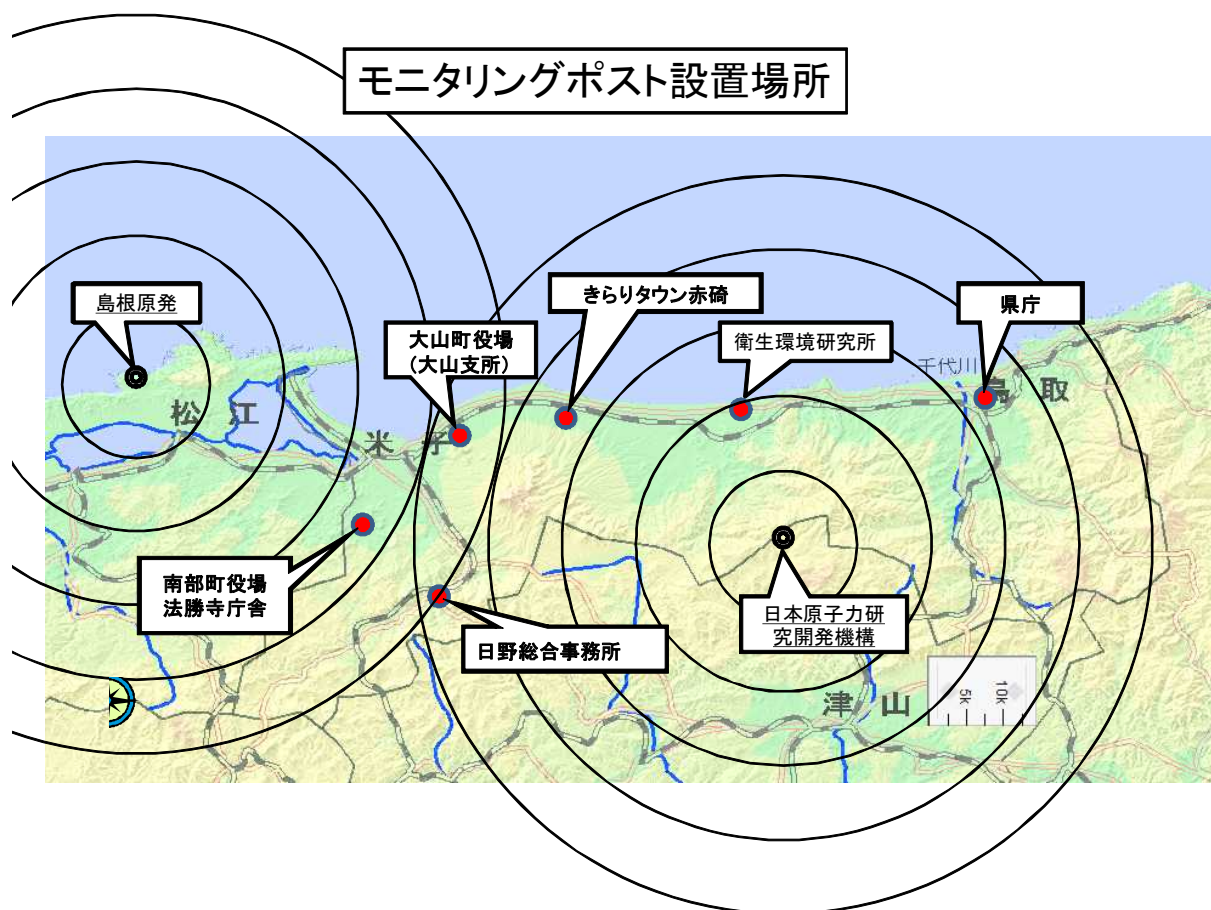 モニタリングポスト設置場所
島根原発
きらりタウン赤碕
県庁
大山町役場
(大山支所)
衛生環境研究所
千代川
鳥取
松江
米子
南部町役場
法勝寺庁舎
日野総合事務所
日本原子力研
究開発機構
津山
5k
10k